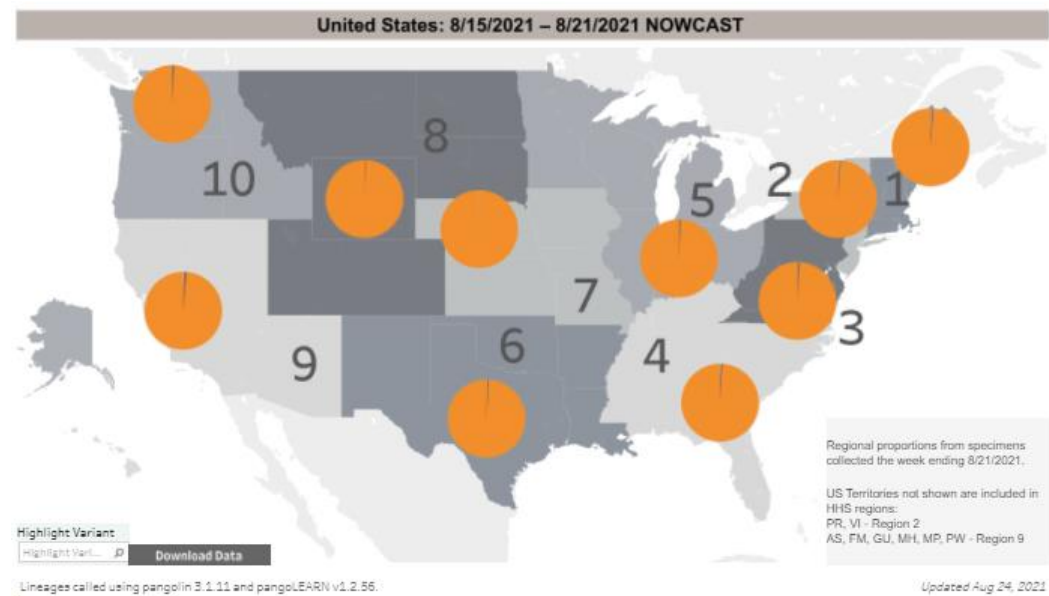 United States: 8/15/2021 – 8/21/2021 NOWCAST
8
10
2
1
5
7
3
6
4
9
Regional proportions from specimens
collected the week ending 8/21/2021.
US Territories not shown are included in
HHS regions:
PR, VI - Region 2
AS, FM, GU, MH, MP, PW - Region 9
Highlight Variant
Highlight Vari...
Download Data
Lineages called using pangolin 3.1.11 and pangoLEARN v1.2.56.
Updated Aug 24, 2021